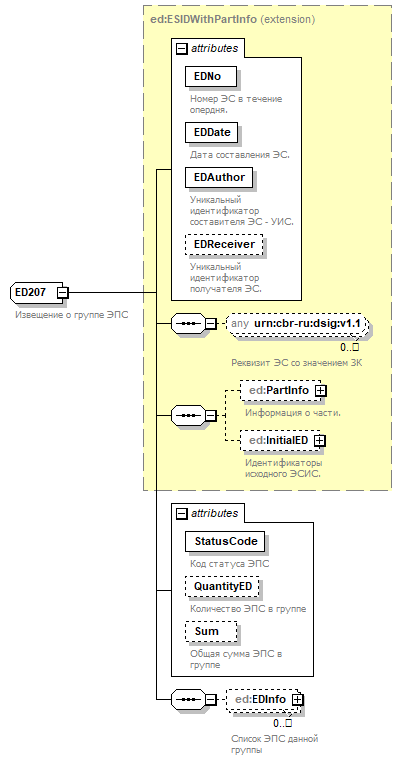 ed:ESIDWithPartInfo (extension)
attributes
EDNo
Номер ЭС в течение
опердня.
EDDate
Дата составления ЭС.
EDAuthor
Уникальный
идентификатор
составителя ЭС - УИС.
EDReceiver
Уникальный
идентификатор
получателя ЭС.
ED207
Извещение о группе ЭПС
any urn:cbr-ru:dsig:v1.1
0..
Реквизит ЭС со значением ЗК
ed:PartInfo
Информация о части.
ed:InitialED
Идентификаторы
исходного ЭСИС.
attributes
StatusCode
Код статуса ЭПС
QuantityED
Количество ЭПС в группе
Sum
Общая сумма ЭПС в
группе
ed:EDInfo
0..
Список ЭПС данной
группы